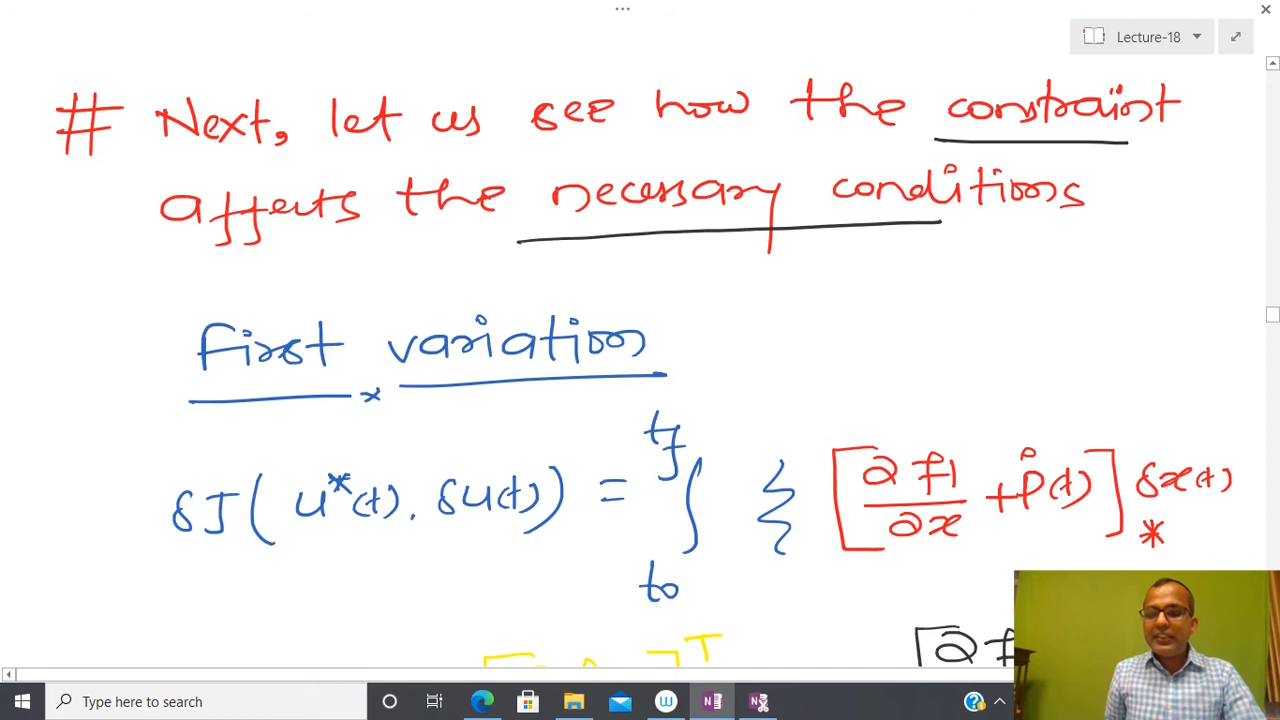 ...
Lecture-18
# Next, let us see how the constraint
affects the necessary conditions
First variation
δJ( u*(t), δu(t)) = ∫_{t0}^{tf} { [∂H/∂x + ṗ(t)]_* δx(t)
T
Type here to search